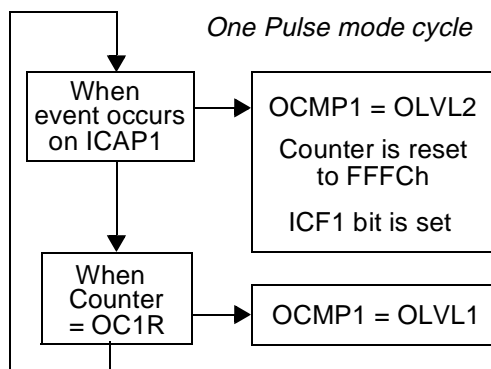 One Pulse mode cycle
When
event occurs
on ICAP1
OCMP1 = OLVL2
Counter is reset
to FFFCh
ICF1 bit is set
When
Counter
= OC1R
OCMP1 = OLVL1